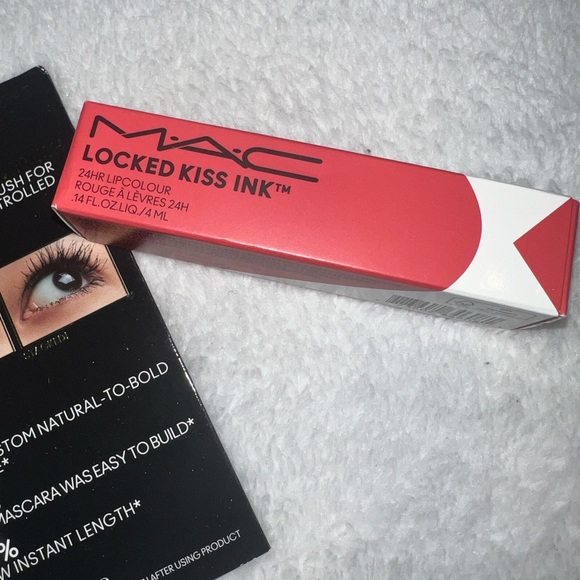 M·A·C
LOCKED KISS INK™
24HR LIPCOLOUR
ROUGE À LÈVRES 24H
.14 FL.OZ.LIQ./4 ML
USH FOR
TROLLED
STACKED!
STOM NATURAL-TO-BOLD
MASCARA WAS EASY TO BUILD*
%
W INSTANT LENGTH*
AFTER USING PRODUCT